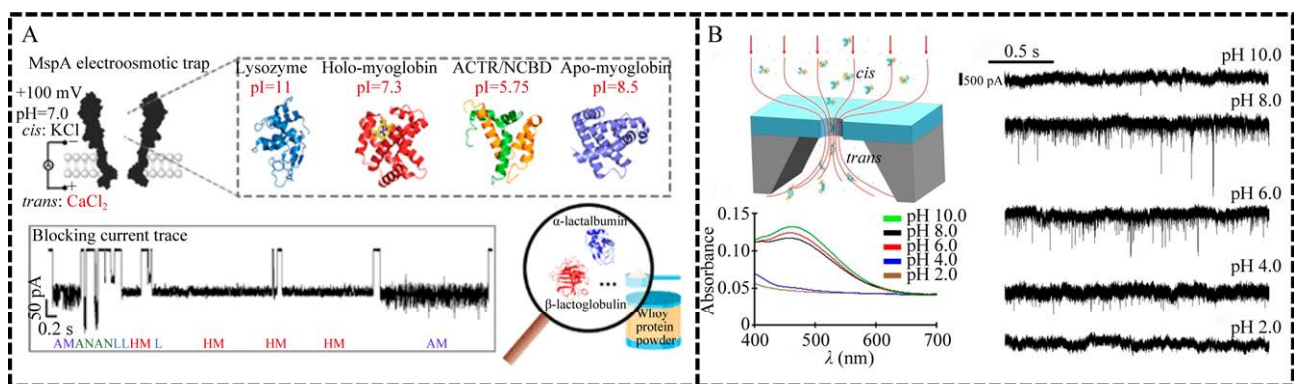 A
MspA electroosmotic trap
+100 mV
pH=7.0
cis: KCl
A
−
+
trans: CaCl₂
Lysozyme
pI=11
Holo-myoglobin
pI=7.3
ACTR/NCBD
pI=5.75
Apo-myoglobin
pI=8.5
Blocking current trace
50 pA
0.2 s
AM AN AN L L HM L HM HM HM AM
α-lactalbumin
...
β-lactoglobulin
Whey
protein
powder
B
cis
trans
0.15
0.10
0.05
0
Absorbance
400 500 600 700
λ (nm)
pH 10.0
pH 8.0
pH 6.0
pH 4.0
pH 2.0
0.5 s
500 pA
pH 10.0
pH 8.0
pH 6.0
pH 4.0
pH 2.0